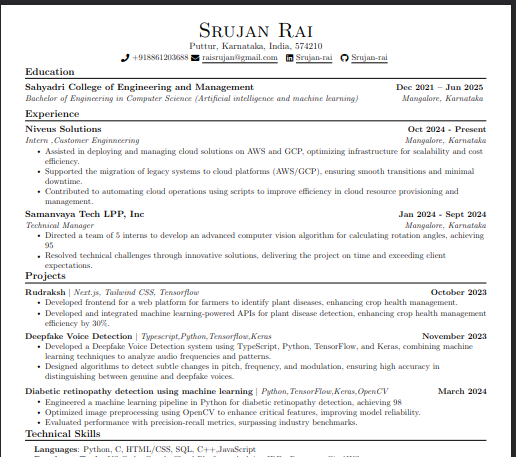 SRUJAN RAI
Puttur, Karnataka, India, 574210
+918861203688 raisrujan@gmail.com Srujan-rai Srujan-rai
Education
Sahyadri College of Engineering and Management Dec 2021 – Jun 2025
Bachelor of Engineering in Computer Science (Artificial intelligence and machine learning) Mangalore, Karnataka
Experience
Niveus Solutions Oct 2024 - Present
Intern ,Customer Enginneering Mangalore, Karnataka
• Assisted in deploying and managing cloud solutions on AWS and GCP, optimizing infrastructure for scalability and cost
efficiency.
• Supported the migration of legacy systems to cloud platforms (AWS/GCP), ensuring smooth transitions and minimal
downtime.
• Contributed to automating cloud operations using scripts to improve efficiency in cloud resource provisioning and
management.
Samanvaya Tech LPP, Inc Jan 2024 - Sept 2024
Technical Manager Mangalore, Karnataka
• Directed a team of 5 interns to develop an advanced computer vision algorithm for calculating rotation angles, achieving
95
• Resolved technical challenges through innovative solutions, delivering the project on time and exceeding client
expectations.
Projects
Rudraksh | Next.js, Tailwind CSS, Tensorflow October 2023
• Developed frontend for a web platform for farmers to identify plant diseases, enhancing crop health management.
• Developed and integrated machine learning-powered APIs for plant disease detection, enhancing crop health management
efficiency by 30%.
Deepfake Voice Detection | Typescript,Python,Tensorflow,Keras November 2023
• Developed a Deepfake Voice Detection system using TypeScript, Python, TensorFlow, and Keras, combining machine
learning techniques to analyze audio frequencies and patterns.
• Designed algorithms to detect subtle changes in pitch, frequency, and modulation, ensuring high accuracy in
distinguishing between genuine and deepfake voices.
Diabetic retinopathy detection using machine learning | Python,TensorFlow,Keras,OpenCV March 2024
• Engineered a machine learning pipeline in Python for diabetic retinopathy detection, achieving 98
• Optimized image preprocessing using OpenCV to enhance critical features, improving model reliability.
• Evaluated performance with precision-recall metrics, surpassing industry benchmarks.
Technical Skills
Languages: Python, C, HTML/CSS, SQL, C++,JavaScript